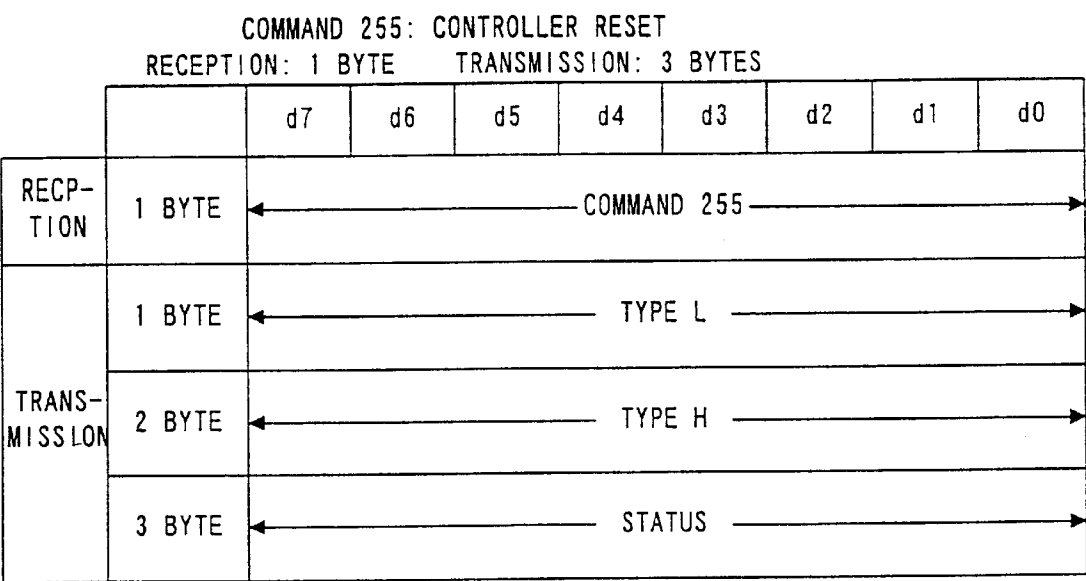 COMMAND 255: CONTROLLER RESET
RECEPTION: 1 BYTE TRANSMISSION: 3 BYTES
d7 d6 d5 d4 d3 d2 d1 d0
RECP-
TION
1 BYTE COMMAND 255
TRANS-
MISSION
1 BYTE TYPE L
2 BYTE TYPE H
3 BYTE STATUS